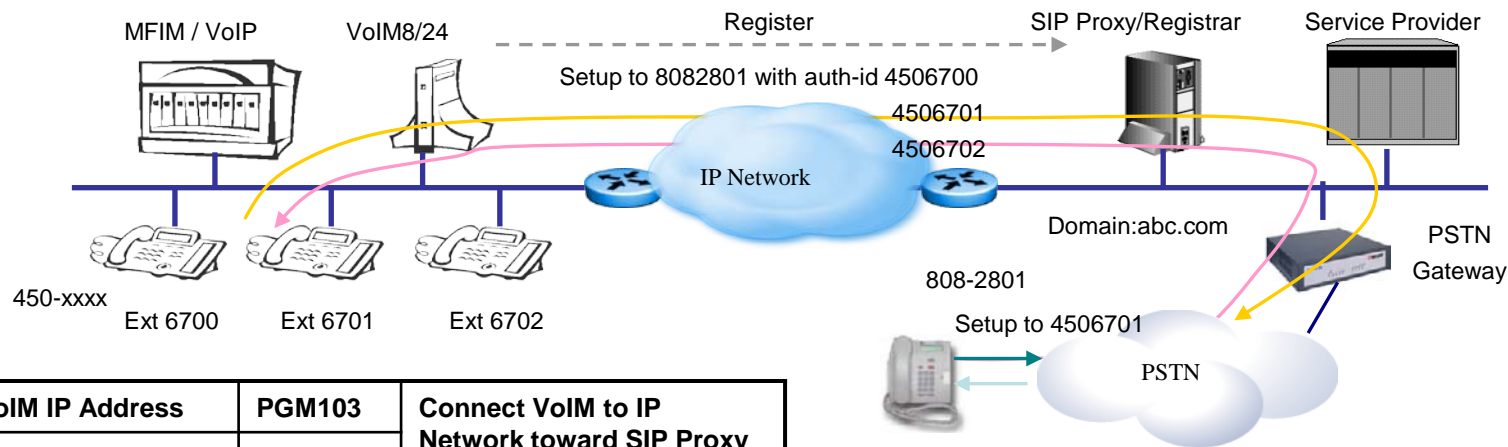 MFIM / VoIP
VoIM8/24
Register
SIP Proxy/Registrar
Service Provider
Setup to 8082801 with auth-id 4506700
4506701
4506702
IP Network
Domain:abc.com
PSTN
Gateway
450-xxxx
Ext 6700
Ext 6701
Ext 6702
808-2801
Setup to 4506701
PSTN
IP Address
PGM103
Connect VoIM to IP
Network toward SIP Proxy